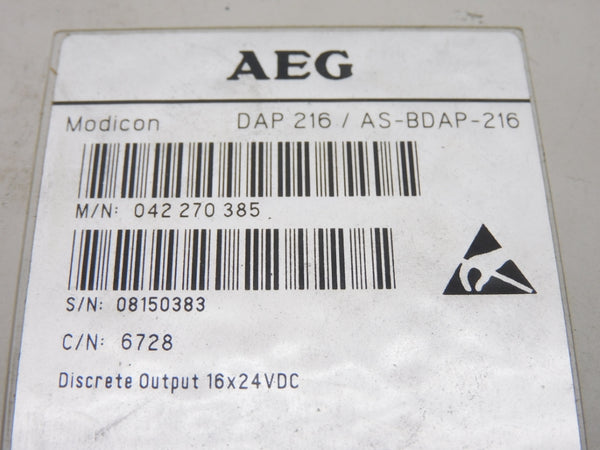 AEG
Modicon DAP 216 / AS-BDAP-216
M/N: 042 270 385
S/N: 08150383
C/N: 6728
Discrete Output 16x24VDC